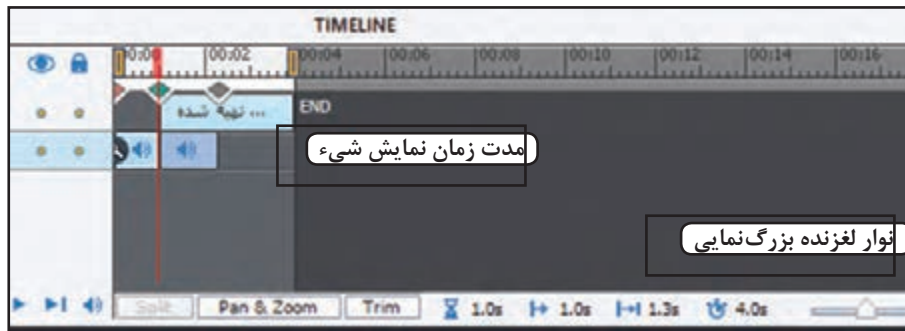 TIMELINE
00:02 00:04 00:06 00:08 00:10 00:12 00:14 00:16
... تهیه شده END
مدت زمان نمایش شیء
نوار لغزنده بزرگ‌نمایی
Split Pan & Zoom Trim 1.0s 1.0s 1.3s 4.0s